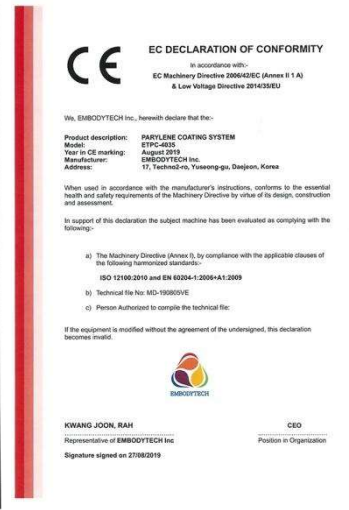 CE
EC DECLARATION OF CONFORMITY
In accordance with:-
EC Machinery Directive 2006/42/EC (Annex II 1 A)
& Low Voltage Directive 2014/35/EU
We, EMBODYTECH Inc., herewith declare that the:-
Product description: PARYLENE COATING SYSTEM
Model: ETPC-4035
Year in CE marking: August 2019
Manufacturer: EMBODYTECH Inc.
Address: 17, Techno2-ro, Yuseong-gu, Daejeon, Korea
When used in accordance with the manufacturer's instructions, conforms to the essential
health and safety requirements of the Machinery Directive by virtue of its design, construction
and assessment.
In support of this declaration the subject machine has been evaluated as complying with the
following:-
a) The Machinery Directive (Annex I), by compliance with the applicable clauses of
the following harmonized standards:-
ISO 12100:2010 and EN 60204-1:2006+A1:2009
b) Technical file No: MD-190805VE
c) Person Authorized to compile the technical file:
If the equipment is modified without the agreement of the undersigned, this declaration
becomes invalid.
EMBODYTECH
KWANG JOON, RAH CEO
Representative of EMBODYTECH Inc Position in Organization
Signature signed on 27/08/2019